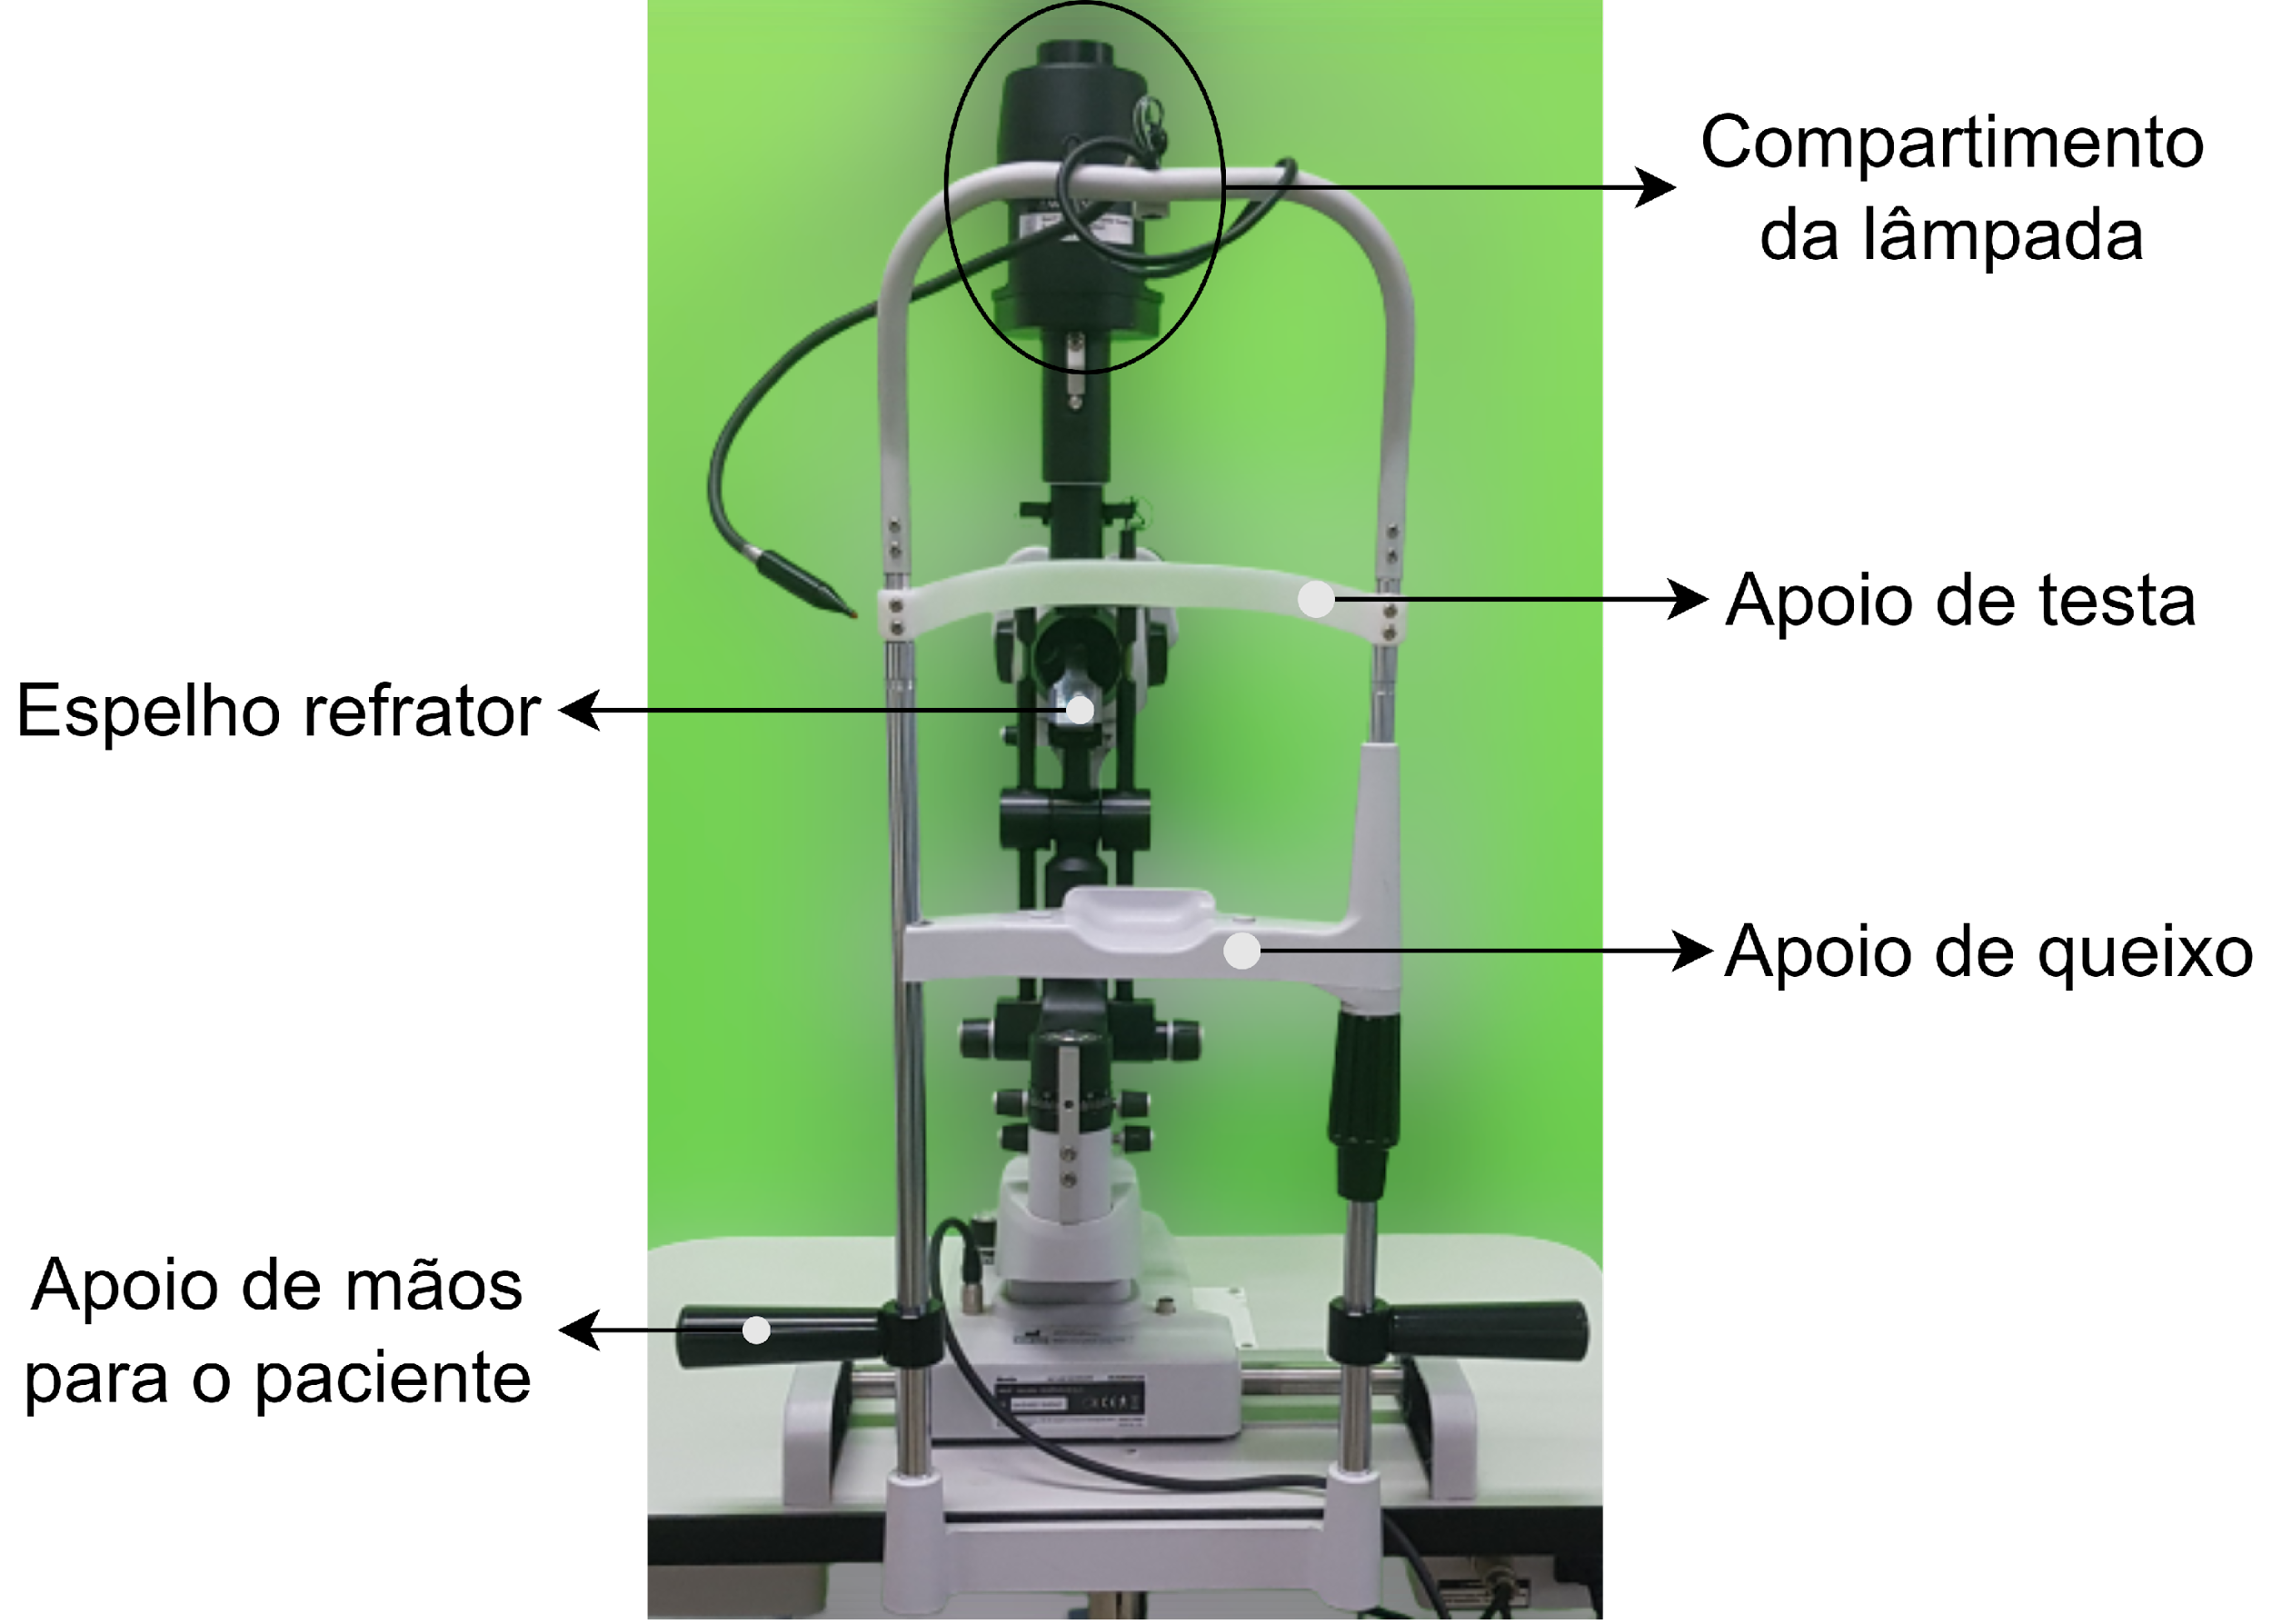 Compartimento
da lâmpada
Apoio de testa
Espelho refrator
Apoio de queixo
Apoio de mãos
para o paciente